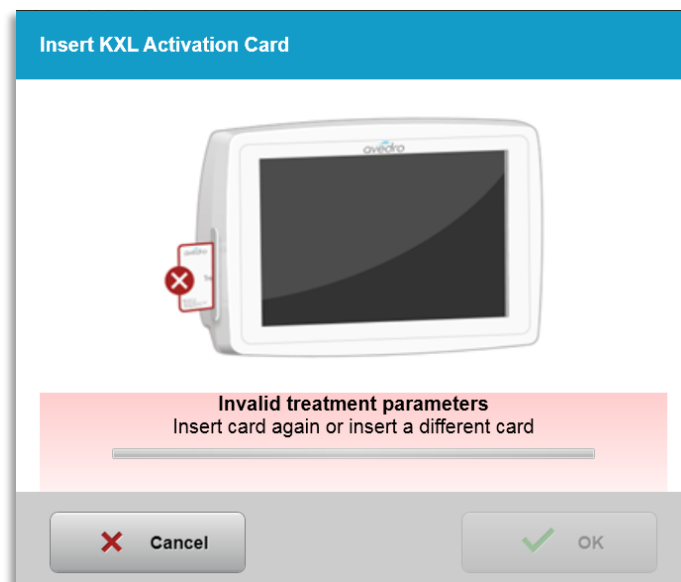 Insert KXL Activation Card
avedro
avedro
Invalid treatment parameters
Insert card again or insert a different card
Cancel
OK